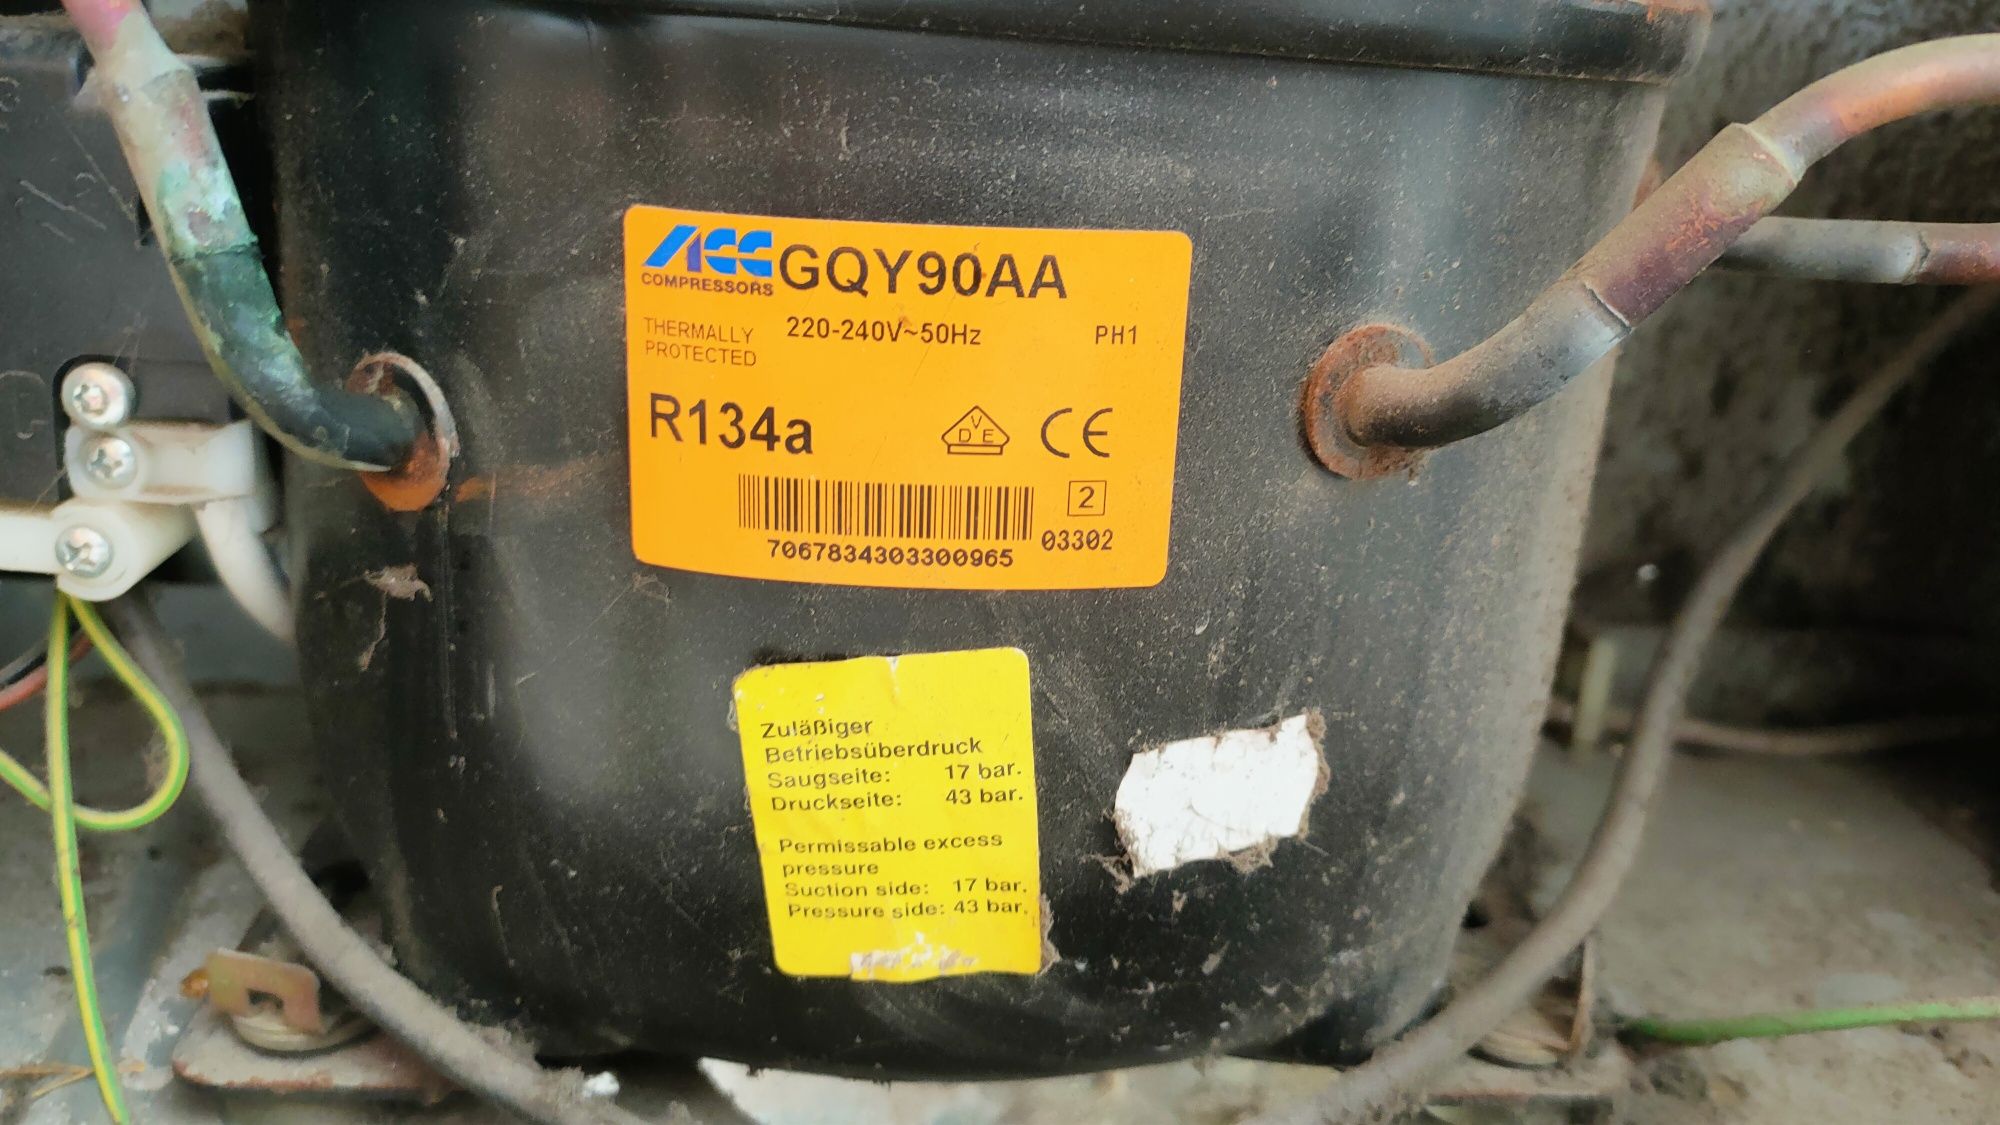 ACC GQY90AA
COMPRESSORS
THERMALLY
PROTECTED
220-240V~50Hz
PH1
R134a
VDE
CE
2
03302
7067834303300965
Zuläßiger
Betriebsüberdruck
Saugseite: 17 bar.
Druckseite: 43 bar.
Permissable excess
pressure
Suction side: 17 bar.
Pressure side: 43 bar.